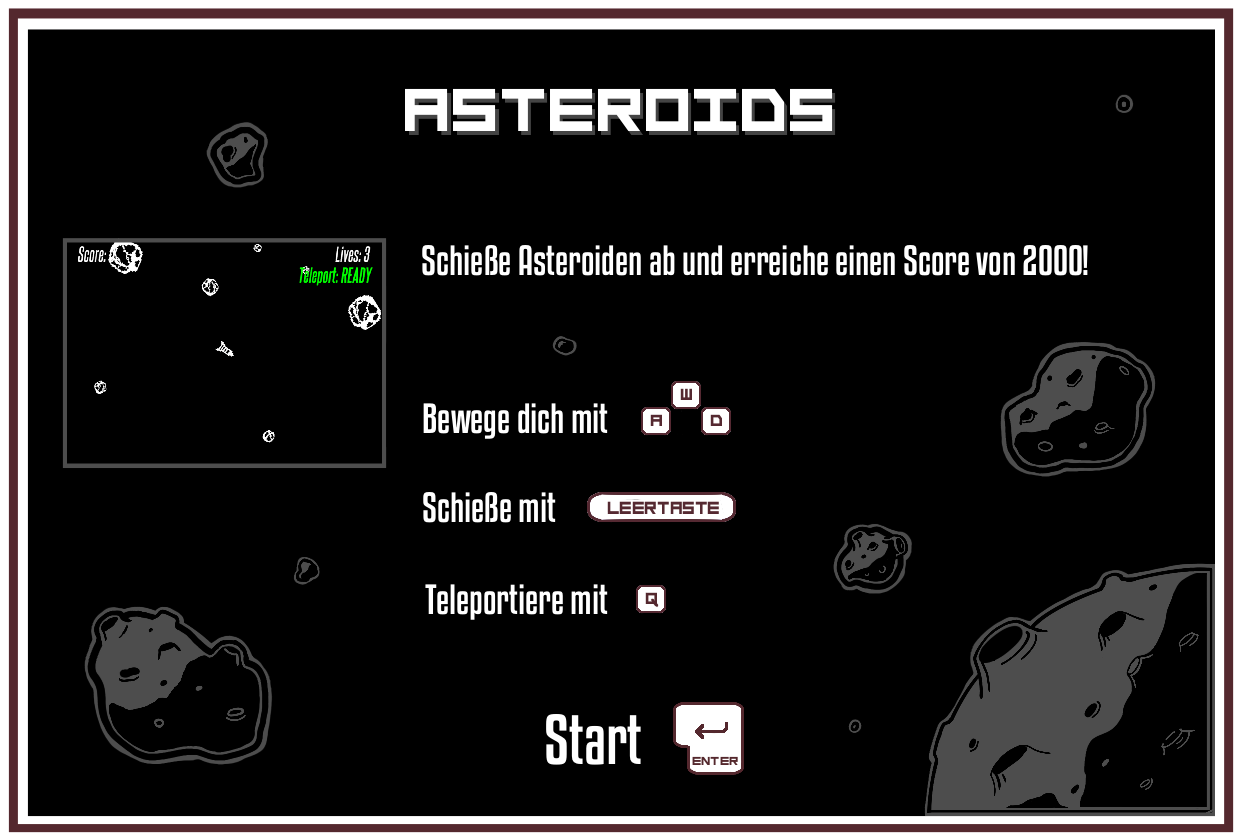 ASTEROIDS
Score:
Lives: 3
Teleport: READY
Schieße Asteroiden ab und erreiche einen Score von 2000!
Bewege dich mit
W
A D
Schieße mit LEERTASTE
Teleportiere mit Q
Start
ENTER